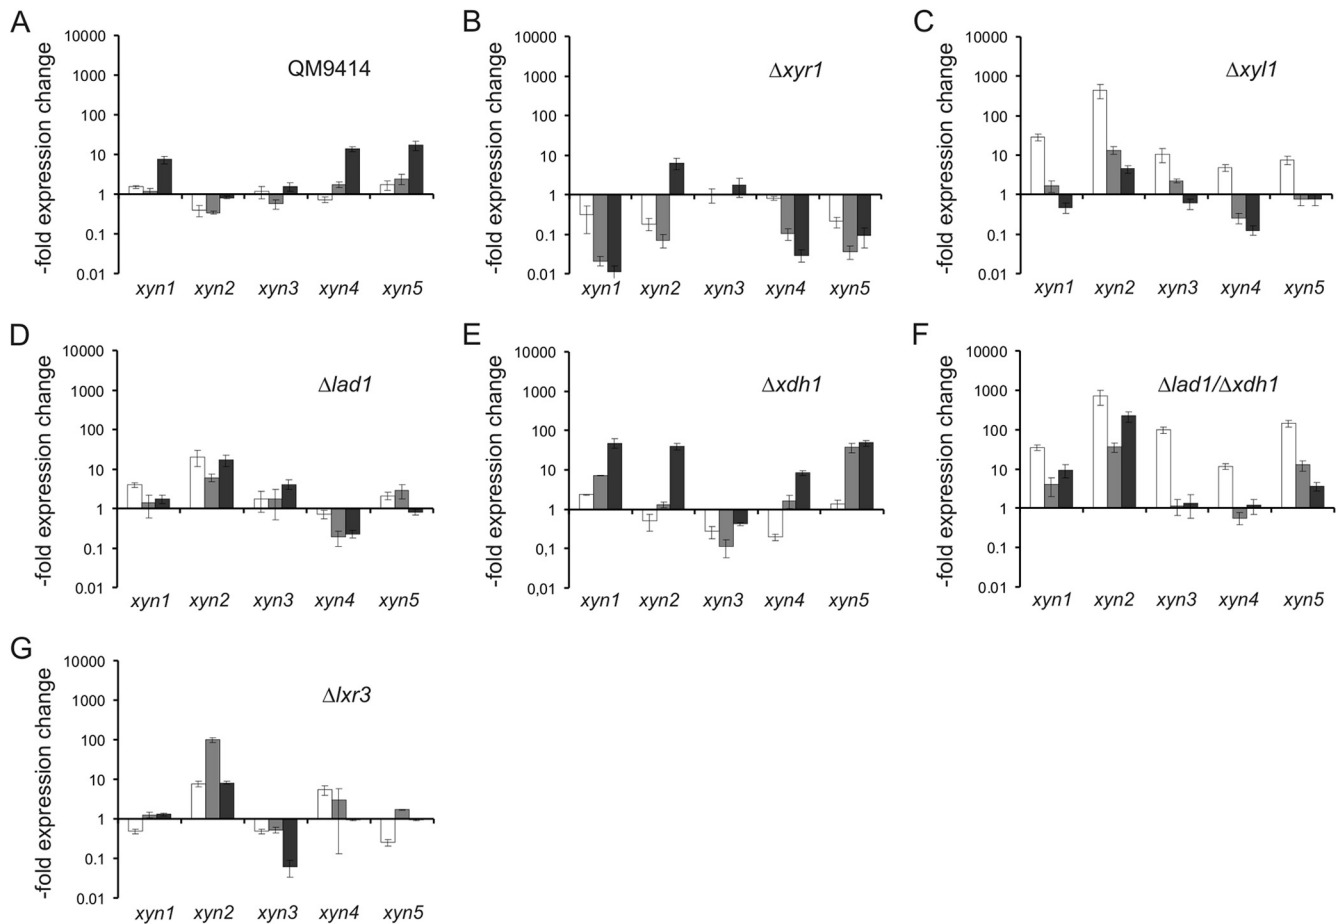 A
-fold expression change
QM9414
10000
1000
100
10
1
0.1
0.01
xyn1 xyn2 xyn3 xyn4 xyn5
B
-fold expression change
Δxyr1
10000
1000
100
10
1
0.1
0.01
xyn1 xyn2 xyn3 xyn4 xyn5
C
-fold expression change
Δxyl1
10000
1000
100
10
1
0.1
0.01
xyn1 xyn2 xyn3 xyn4 xyn5
D
-fold expression change
Δlad1
10000
1000
100
10
1
0.1
0.01
xyn1 xyn2 xyn3 xyn4 xyn5
E
-fold expression change
Δxdh1
10000
1000
100
10
1
0.1
0.01
xyn1 xyn2 xyn3 xyn4 xyn5
F
-fold expression change
Δlad1/Δxdh1
10000
1000
100
10
1
0.1
0.01
xyn1 xyn2 xyn3 xyn4 xyn5
G
-fold expression change
Δlxr3
10000
1000
100
10
1
0.1
0.01
xyn1 xyn2 xyn3 xyn4 xyn5